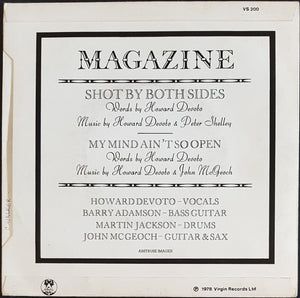 VS 200
MAGAZINE
SHOT BY BOTH SIDES
Words by Howard Devoto
Music by Howard Devoto & Peter Shelley
MY MIND AIN'T SO OPEN
Words by Howard Devoto
Music by Howard Devoto & John McGeoch
HOWARD DEVOTO - VOCALS
BARRY ADAMSON - BASS GUITAR
MARTIN JACKSON - DRUMS
JOHN MCGEOCH - GUITAR & SAX
℗ 1978 Virgin Records Ltd